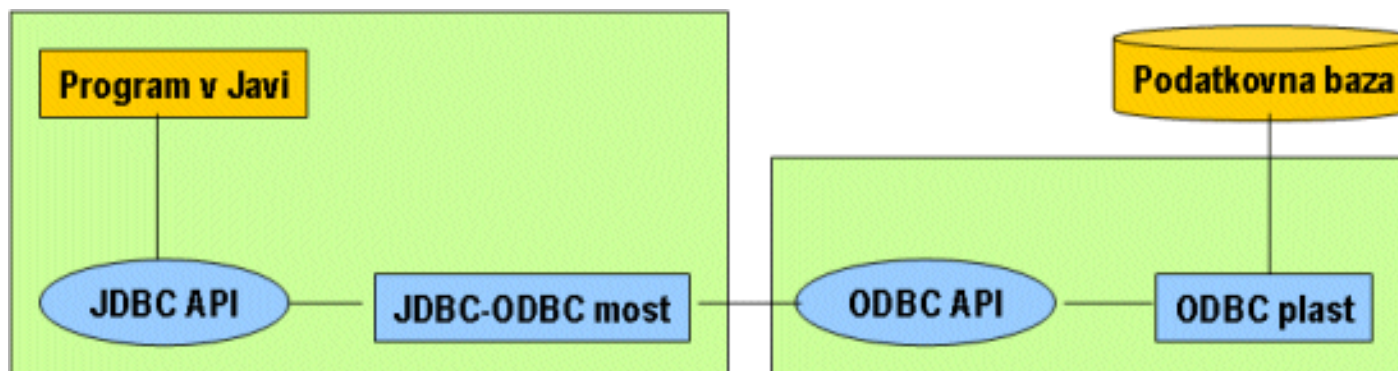 Program v Javi
Podatkovna baza
JDBC API
JDBC-ODBC most
ODBC API
ODBC plast